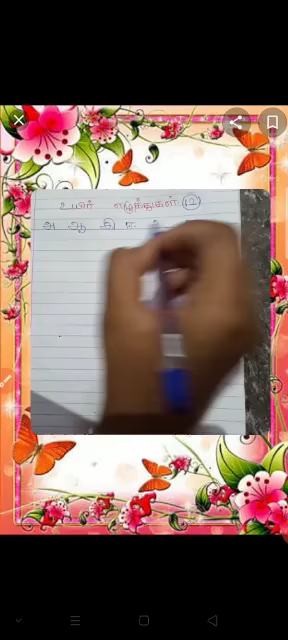 உயிர் எழுத்துகள் (12)
அ ஆ இ ஈ